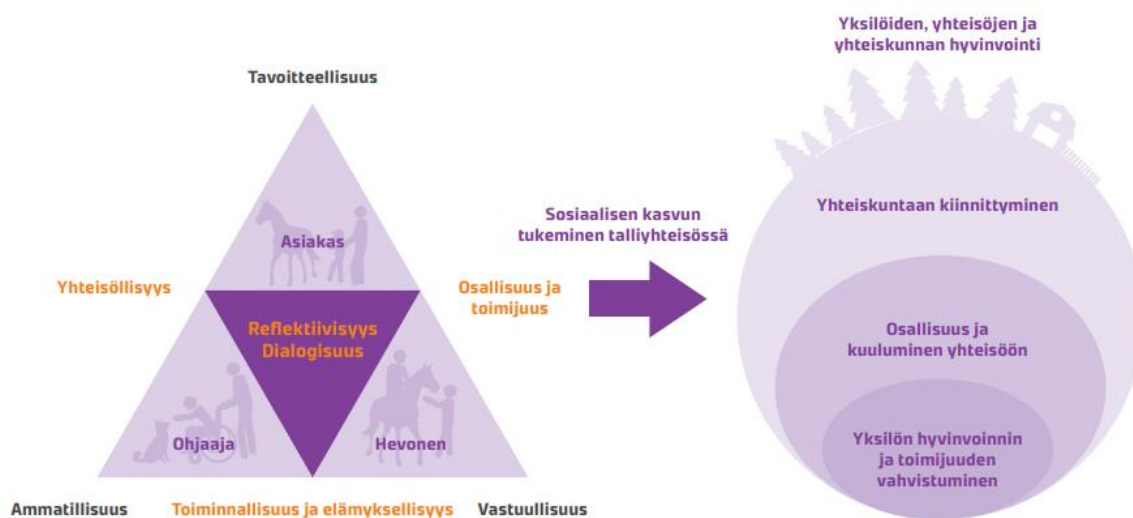 Tavoitteellisuus
Asiakas
Yhteisöllisyys
Osallisuus ja
toimijuus
Reflektiivisyys
Dialogisuus
Ohjaaja
Hevonen
Ammatillisuus
Toiminnallisuus ja elämyksellisyys
Vastuullisuus
Sosiaalisen kasvun
tukeminen talliyhteisössä
Yksilöiden, yhteisöjen ja
yhteiskunnan hyvinvointi
Yhteiskuntaan kiinnittyminen
Osallisuus ja
kuuluminen yhteisöön
Yksilön hyvinvoinnin
ja toimijuuden
vahvistuminen